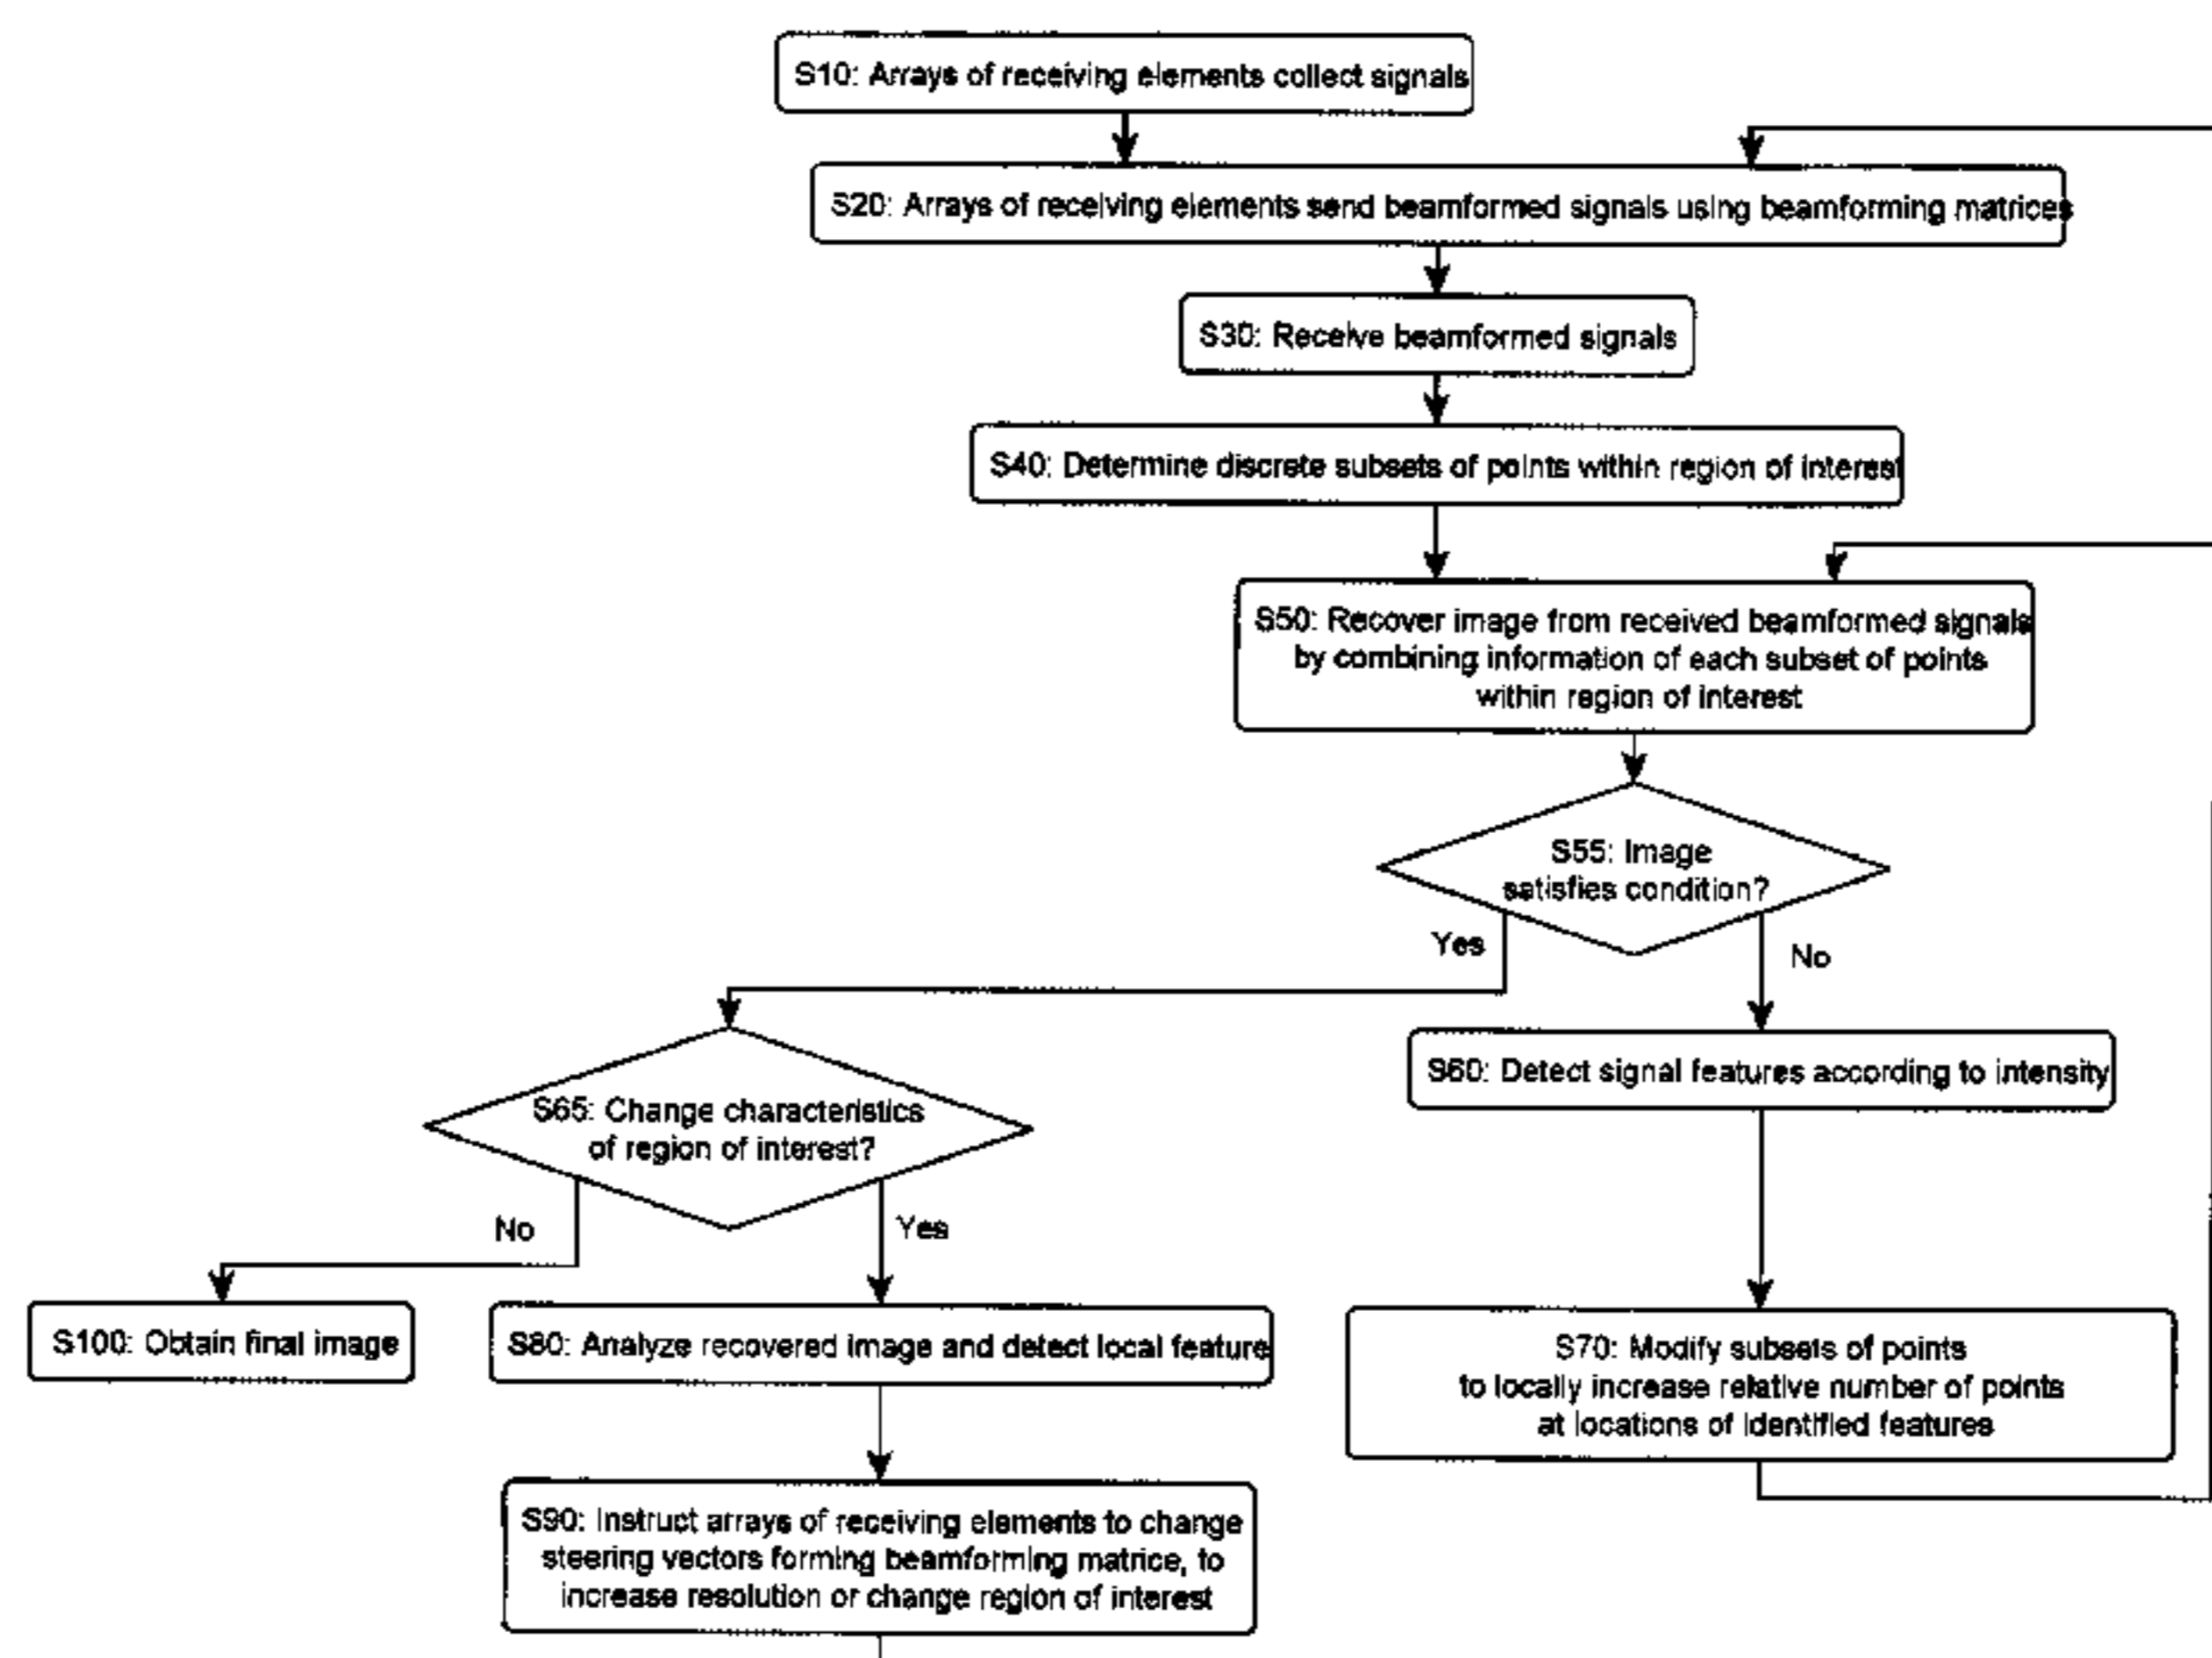 S10: Arrays of receiving elements collect signals
S20: Arrays of receiving elements send beamformed signals using beamforming matrices
S30: Receive beamformed signals
S40: Determine discrete subsets of points within region of interest
S50: Recover image from received beamformed signals
by combining information of each subset of points
within region of interest
S55: Image
satisfies condition?
Yes
No
S60: Detect signal features according to intensity
S65: Change characteristics
of region of interest?
No
Yes
S100: Obtain final image
S80: Analyze recovered image and detect local feature
S70: Modify subsets of points
to locally increase relative number of points
at locations of identified features
S90: Instruct arrays of receiving elements to change
steering vectors forming beamforming matrice, to
increase resolution or change region of interest